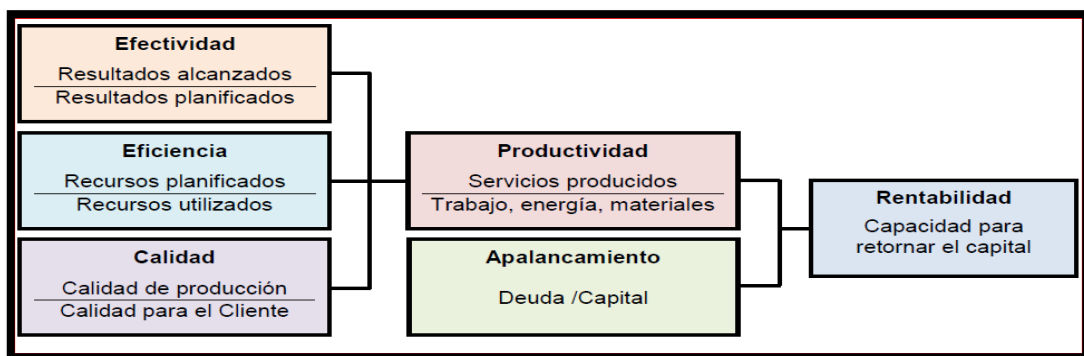 Efectividad
Resultados alcanzados
Resultados planificados
Eficiencia
Recursos planificados
Recursos utilizados
Calidad
Calidad de producción
Calidad para el Cliente
Productividad
Servicios producidos
Trabajo, energía, materiales
Apalancamiento
Deuda /Capital
Rentabilidad
Capacidad para
retornar el capital